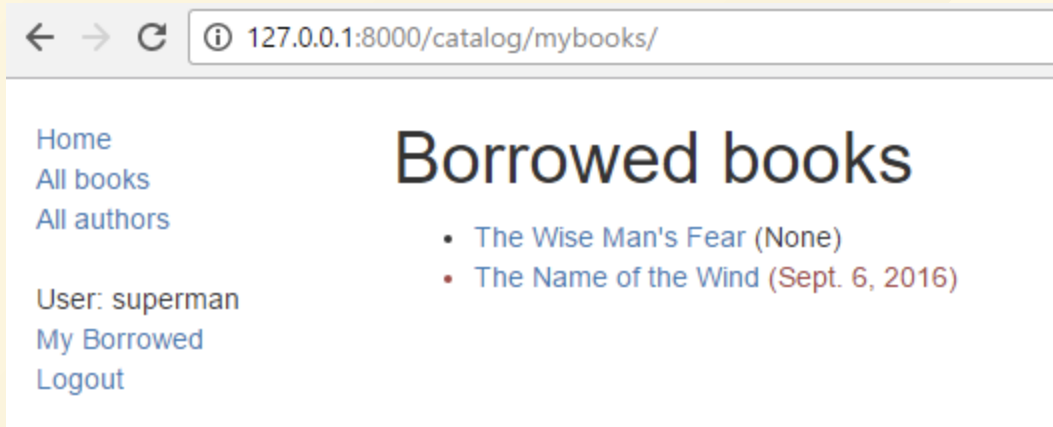 127.0.0.1:8000/catalog/mybooks/
Home
All books
All authors
User: superman
My Borrowed
Logout
Borrowed books
The Wise Man's Fear (None)
The Name of the Wind (Sept. 6, 2016)